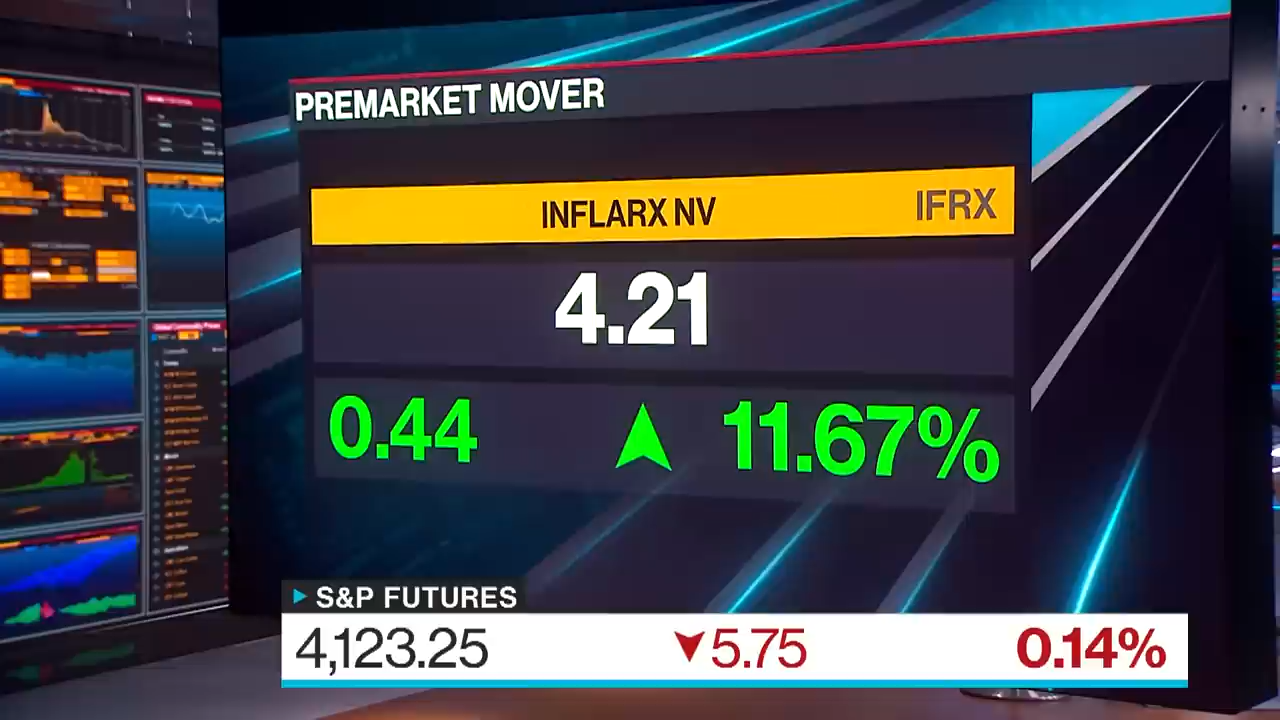 PREMARKET MOVER
INFLARX NV IFRX
4.21
0.44 ▲ 11.67%
S&P FUTURES
4,123.25 ▼5.75 0.14%